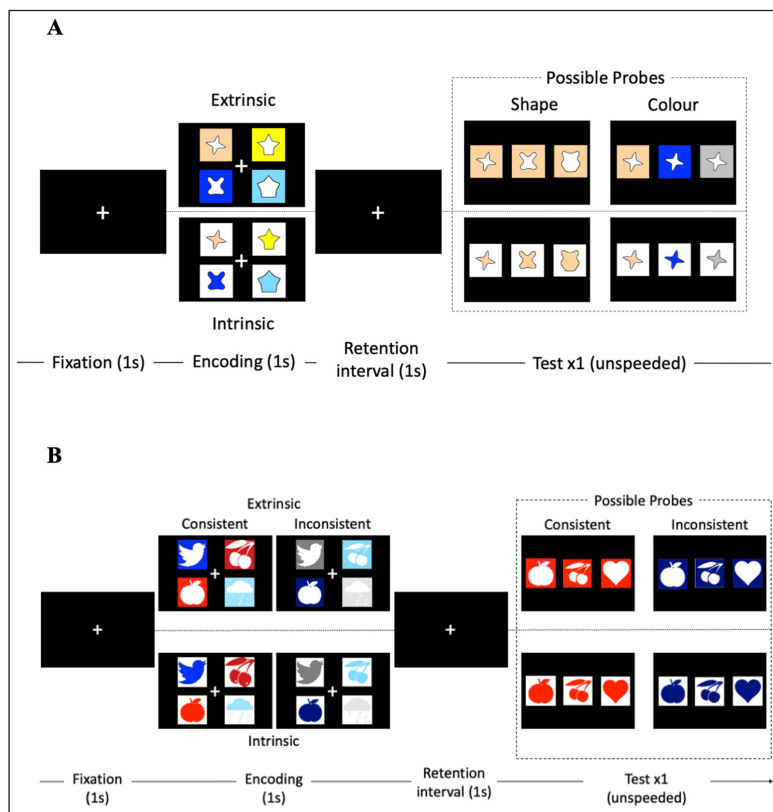 A
Possible Probes
Extrinsic
Shape Colour
Intrinsic
Fixation (1s) Encoding (1s) Retention interval (1s) Test x1 (unspeeded)
B
Extrinsic
Possible Probes
Consistent Inconsistent Consistent Inconsistent
Intrinsic
Fixation (1s) Encoding (1s) Retention interval (1s) Test x1 (unspeeded)